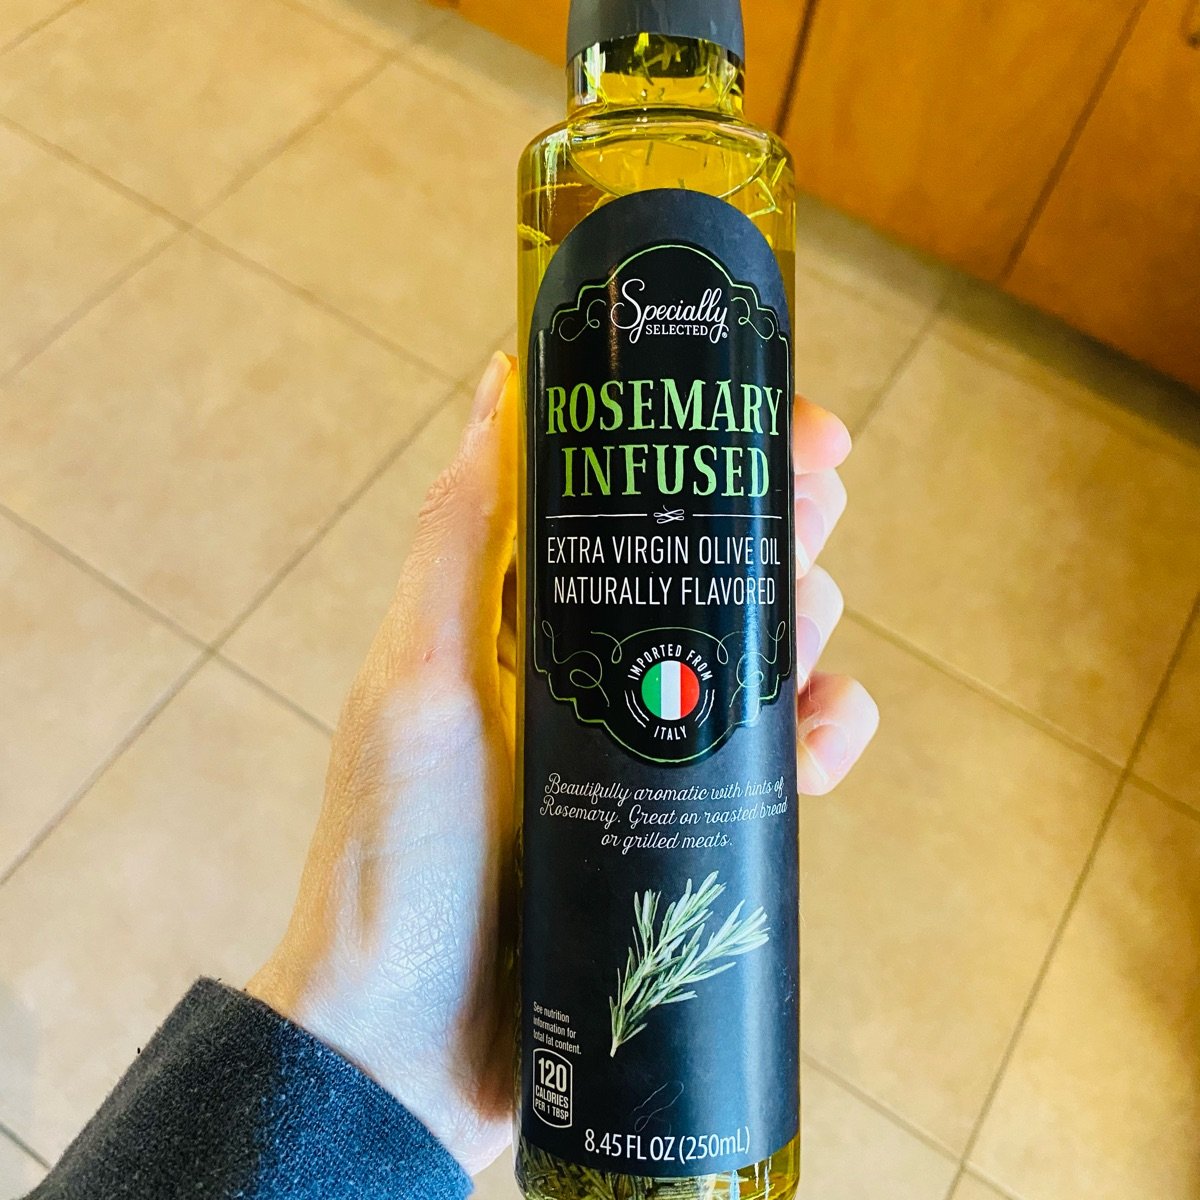 Specially
SELECTED®
ROSEMARY
INFUSED
EXTRA VIRGIN OLIVE OIL
NATURALLY FLAVORED
IMPORTED FROM
ITALY
Beautifully aromatic with hints of
Rosemary. Great on roasted bread
or grilled meats.
See nutrition
information for
total fat content.
120
CALORIES
PER 1 TBSP
8.45 FL OZ (250mL)